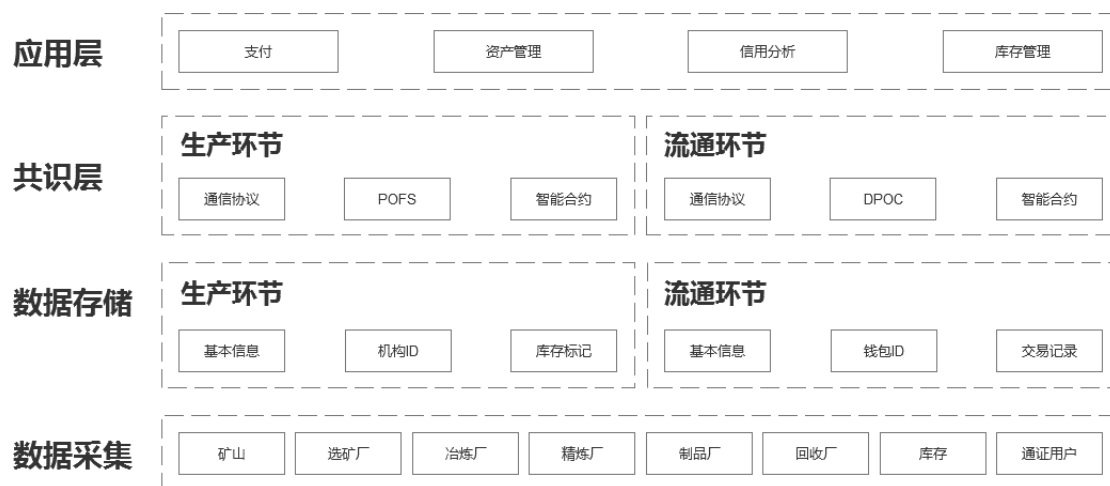 应用层
支付
资产管理
信用分析
库存管理
共识层
生产环节
通信协议
POFS
智能合约
流通环节
通信协议
DPOC
智能合约
数据存储
生产环节
基本信息
机构ID
库存标记
流通环节
基本信息
钱包ID
交易记录
数据采集
矿山
选矿厂
冶炼厂
精炼厂
制品厂
回收厂
库存
通证用户